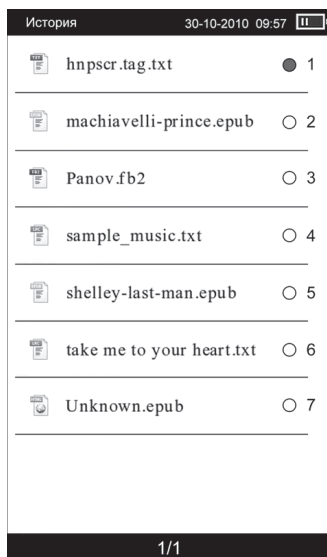 История 30-10-2010 09:57
hnpscr.tag.txt 1
machiavelli-prince.epub 2
Panov.fb2 3
sample_music.txt 4
shelley-last-man.epub 5
take me to your heart.txt 6
Unknown.epub 7
1/1